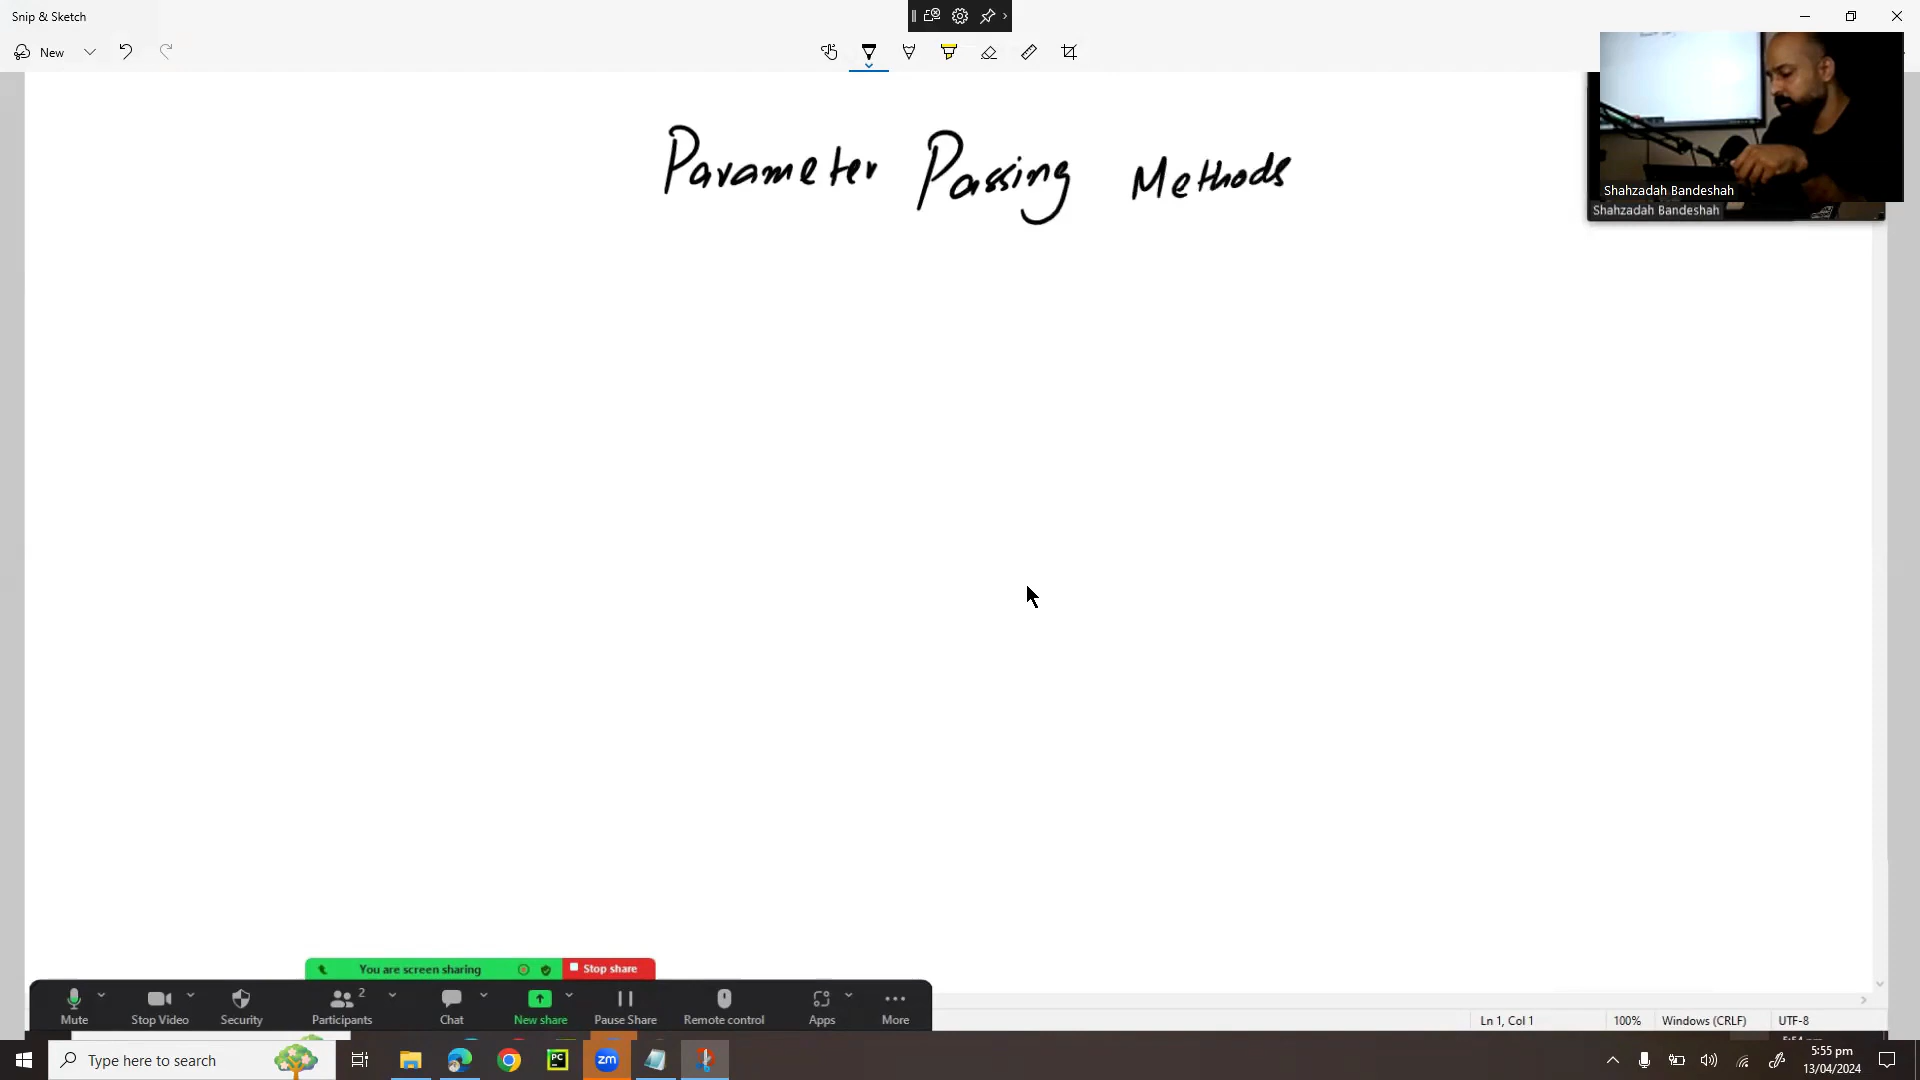 Snip & Sketch
New
Parameter Passing Methods
Shahzadah Bandeshah
Shahzadah Bandeshah
You are screen sharing
Stop share
Mute
Stop Video
Security
2
Participants
Chat
New share
Pause Share
Remote control
Apps
More
Ln 1, Col 1
100%
Windows (CRLF)
UTF-8
Type here to search
PC
zm
5:55 pm
13/04/2024